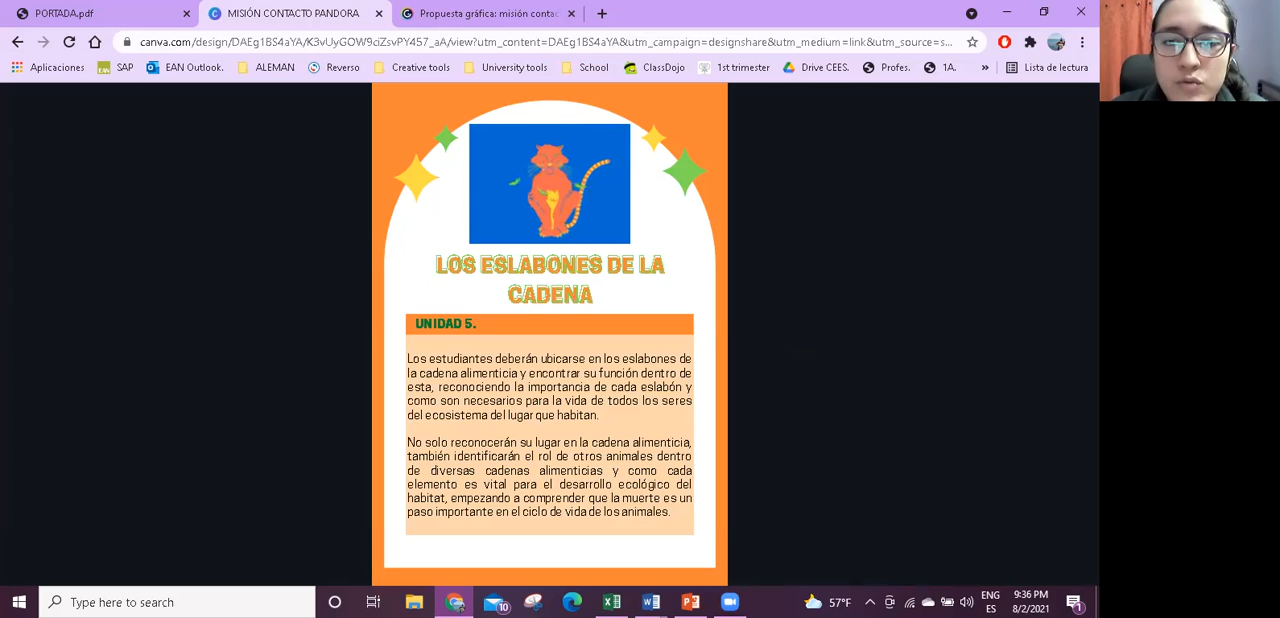 PORTADA.pdf
MISIÓN CONTACTO PANDORA
Propuesta gráfica: misión contac
canva.com/design/DAEg1BS4aYA/K3vlUyGOW9ciZsvPY457_aA/view?utm_content=DAEg1BS4aYA&utm_campaign=designshare&utm_medium=link&utm_source=s...
Aplicaciones
SAP
EAN Outlook.
ALEMAN
Reverso
Creative tools
Inmunity tools
School
ClassDojo
1st trimester
Drive CEES.
Profes.
1A.
»
Lista de lectura
LOS ESLABONES DE LA
CADENA
UNIDAD 5.
Los estudiantes deberán ubicarse en los eslabones de
la cadena alimenticia y encontrar su función dentro de
esta, reconociendo la importancia de cada eslabón y
como son necesarios para la vida de todos los seres
del ecosistema del lugar que habitan.
No solo reconocerán su lugar en la cadena alimenticia,
también identificarán el rol de otros animales dentro
de diversas cadenas alimenticias y como cada
elemento es vital para el desarrollo ecológico del
habitat, empezando a comprender que la muerte es un
paso importante en el ciclo de vida de los animales.
Type here to search
10
57°F
ENG
ES
9:36 PM
8/2/2021
1